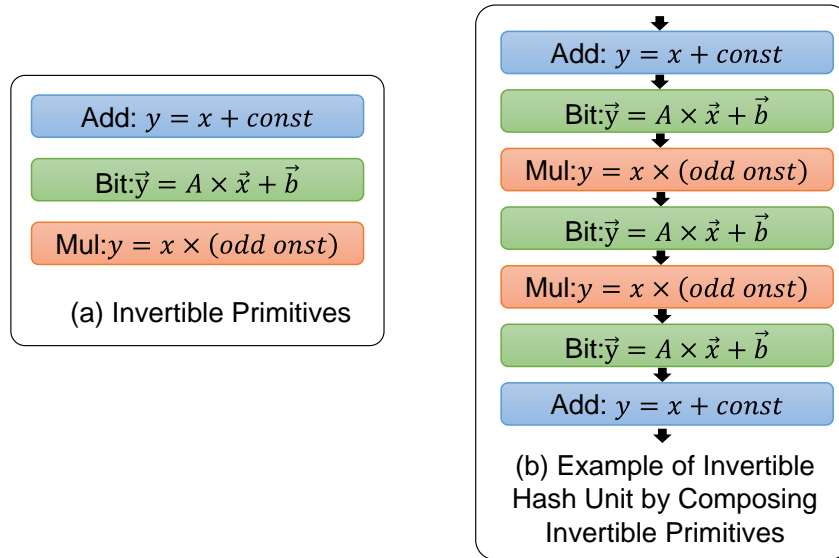 Add: y = x + const
Bit:y⃗ = A × x⃗ + b⃗
Mul:y = x × (odd onst)
(a) Invertible Primitives
Add: y = x + const
Bit:y⃗ = A × x⃗ + b⃗
Mul:y = x × (odd onst)
Bit:y⃗ = A × x⃗ + b⃗
Mul:y = x × (odd onst)
Bit:y⃗ = A × x⃗ + b⃗
Add: y = x + const
(b) Example of Invertible
Hash Unit by Composing
Invertible Primitives